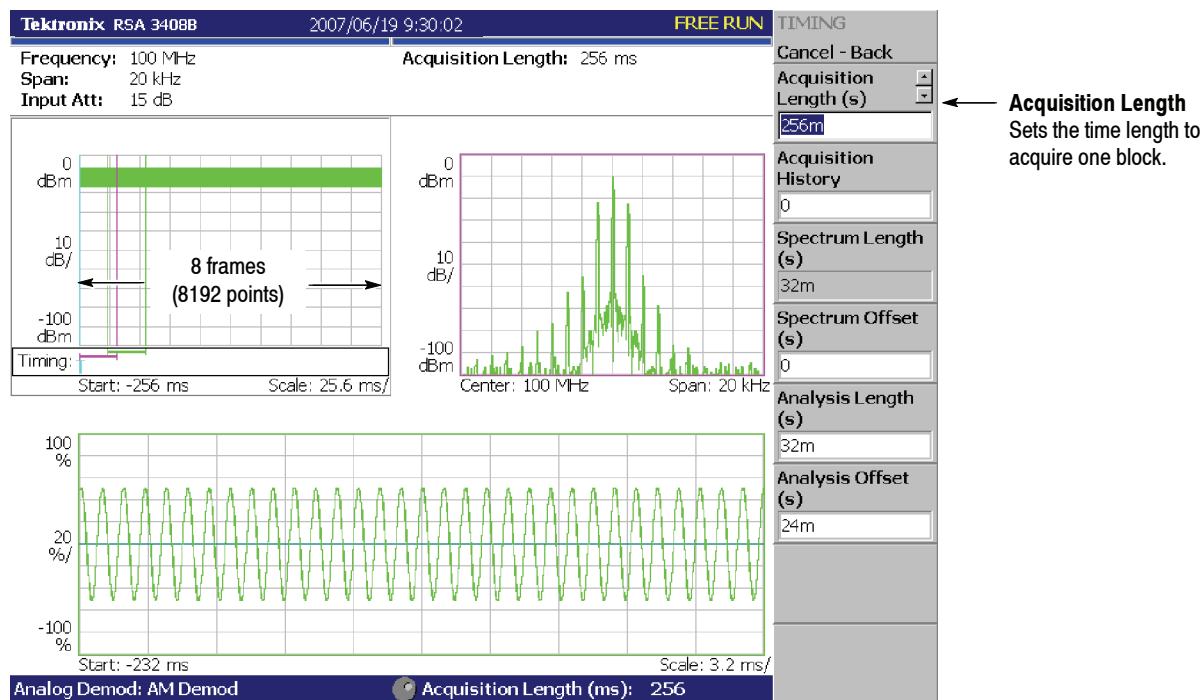 Tektronix RSA 3408B 2007/06/19 9:30:02 FREE RUN
Frequency: 100 MHz
Span: 20 kHz
Input Att: 15 dB
Acquisition Length: 256 ms
0
dBm
10
dB/
-100
dBm
8 frames
(8192 points)
Timing:
Start: -256 ms Scale: 25.6 ms/
0
dBm
10
dB/
-100
dBm
Center: 100 MHz Span: 20 kHz
100
%
20
%/
-100
%
Start: -232 ms Scale: 3.2 ms/
Analog Demod: AM Demod Acquisition Length (ms): 256
TIMING
Cancel - Back
Acquisition
Length (s)
256m
Acquisition
History
0
Spectrum Length
(s)
32m
Spectrum Offset
(s)
0
Analysis Length
(s)
32m
Analysis Offset
(s)
24m
Acquisition Length
Sets the time length to
acquire one block.